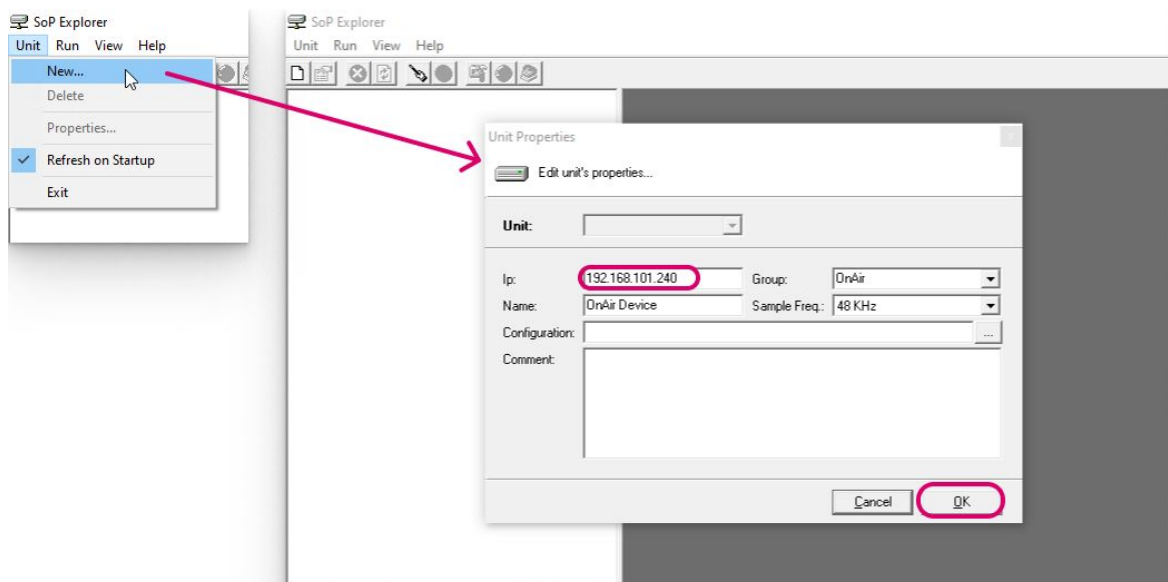 SoP Explorer
Unit Run View Help
New...
Delete
Properties...
Refresh on Startup
Exit
SoP Explorer
Unit Run View Help
Unit Properties
Edit unit's properties...
Unit:
Ip: 192.168.101.240 Group: OnAir
Name: OnAir Device Sample Freq.: 48 KHz
Configuration: ...
Comment:
Cancel OK